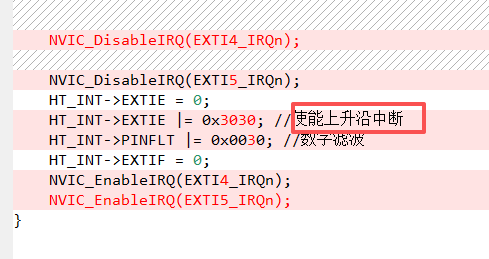 NVIC_DisableIRQ(EXTI4_IRQn);
NVIC_DisableIRQ(EXTI5_IRQn);
HT_INT->EXTIE = 0;
HT_INT->EXTIE |= 0x3030; //使能上升沿中断
HT_INT->PINFLT |= 0x0030; //数字滤波
HT_INT->EXTIF = 0;
NVIC_EnableIRQ(EXTI4_IRQn);
NVIC_EnableIRQ(EXTI5_IRQn);
}